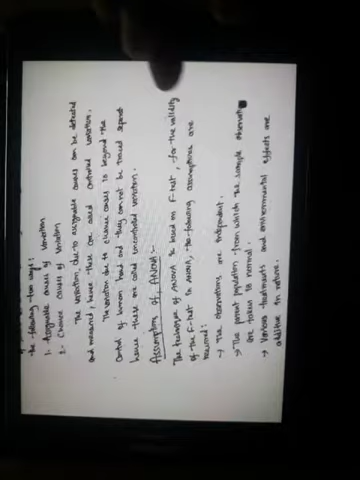 the following two ways:
1. Assignable causes of variation
2. Chance causes of variation
The variation due to assignable causes can be detected
and measured, hence these are called controlled variation.
The variation due to chance causes is beyond the
control of human hand and they can not be traced seperat
hence these are called uncontrolled variation.
Assumptions of ANOVA :-
The technique of ANOVA is based on F-test, for the validity
of the F-test in ANOVA, the following assumptions are
required:
→ The observations are independent.
→ The parent population from which the sample observati
are taken is normal.
→ Various treatments and environmental effects are
additive in nature.